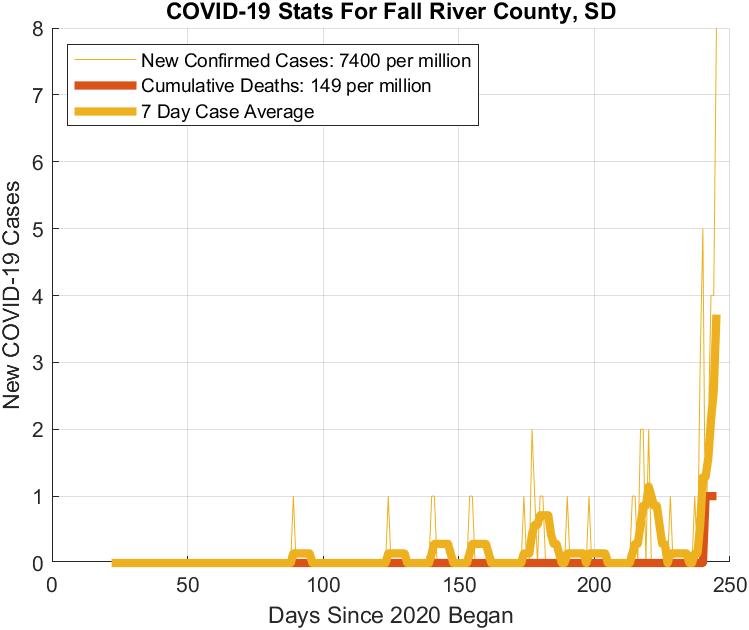 COVID-19 Stats For Fall River County, SD
New Confirmed Cases: 7400 per million
Cumulative Deaths: 149 per million
7 Day Case Average
New COVID-19 Cases
8
7
6
5
4
3
2
1
0
0 50 100 150 200 250
Days Since 2020 Began